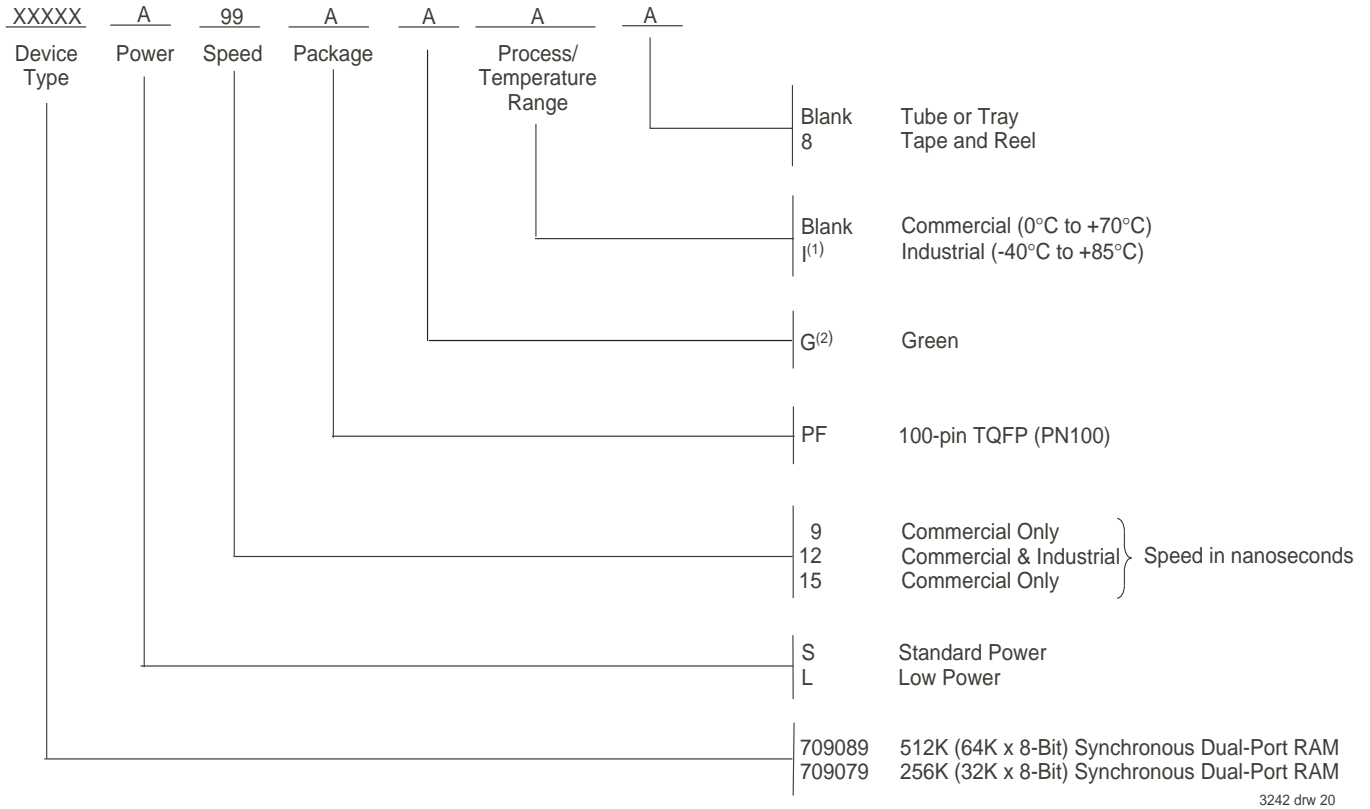 XXXXX A 99 A A A A
Device Type Power Speed Package Process/ Temperature Range
Blank Tube or Tray
8 Tape and Reel
Blank Commercial (0°C to +70°C)
I(1) Industrial (-40°C to +85°C)
G(2) Green
PF 100-pin TQFP (PN100)
9 Commercial Only
12 Commercial & Industrial Speed in nanoseconds
15 Commercial Only
S Standard Power
L Low Power
709089 512K (64K x 8-Bit) Synchronous Dual-Port RAM
709079 256K (32K x 8-Bit) Synchronous Dual-Port RAM
3242 drw 20